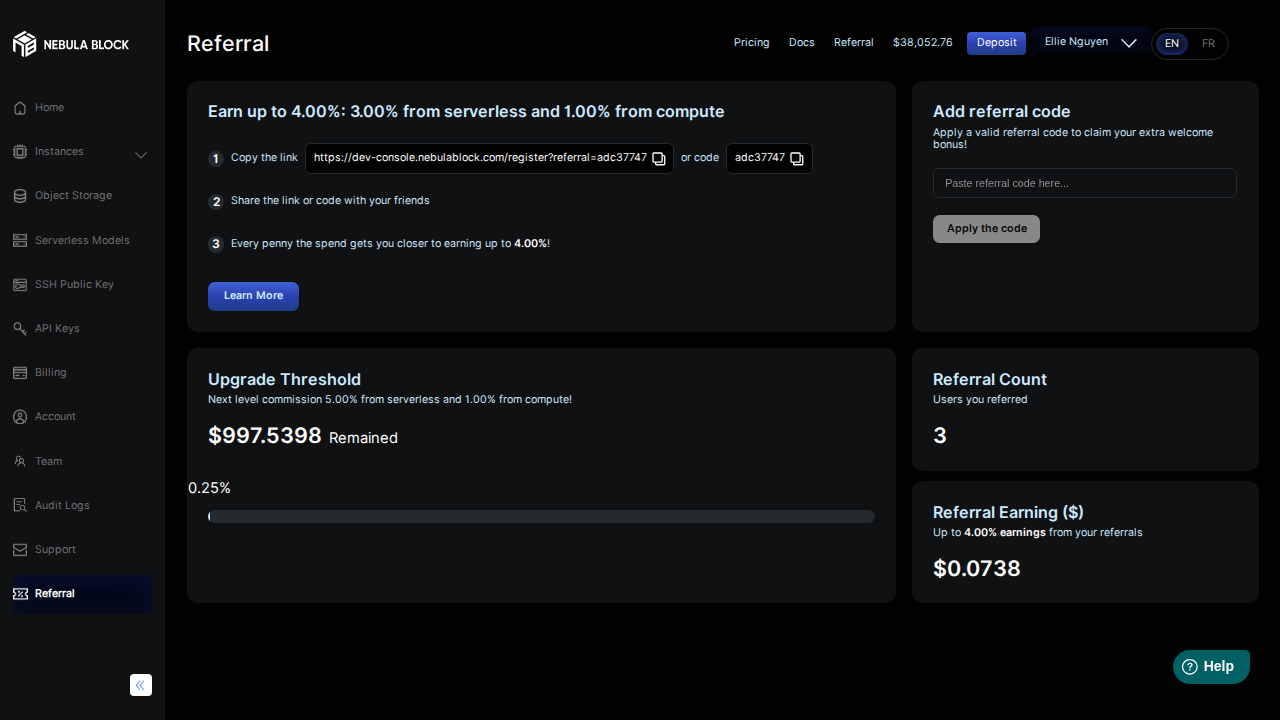 NEBULA BLOCK
Home
Instances
Object Storage
Serverless Models
SSH Public Key
API Keys
Billing
Account
Team
Audit Logs
Support
Referral
Referral
Pricing
Docs
Referral
$38,052.76
Deposit
Ellie Nguyen
EN
FR
Earn up to 4.00%: 3.00% from serverless and 1.00% from compute
1 Copy the link https://dev-console.nebulablock.com/register?referral=adc37747 or code adc37747
2 Share the link or code with your friends
3 Every penny the spend gets you closer to earning up to 4.00%!
Learn More
Add referral code
Apply a valid referral code to claim your extra welcome
bonus!
Paste referral code here...
Apply the code
Upgrade Threshold
Next level commission 5.00% from serverless and 1.00% from compute!
$997.5398 Remained
0.25%
Referral Count
Users you referred
3
Referral Earning ($)
Up to 4.00% earnings from your referrals
$0.0738
Help